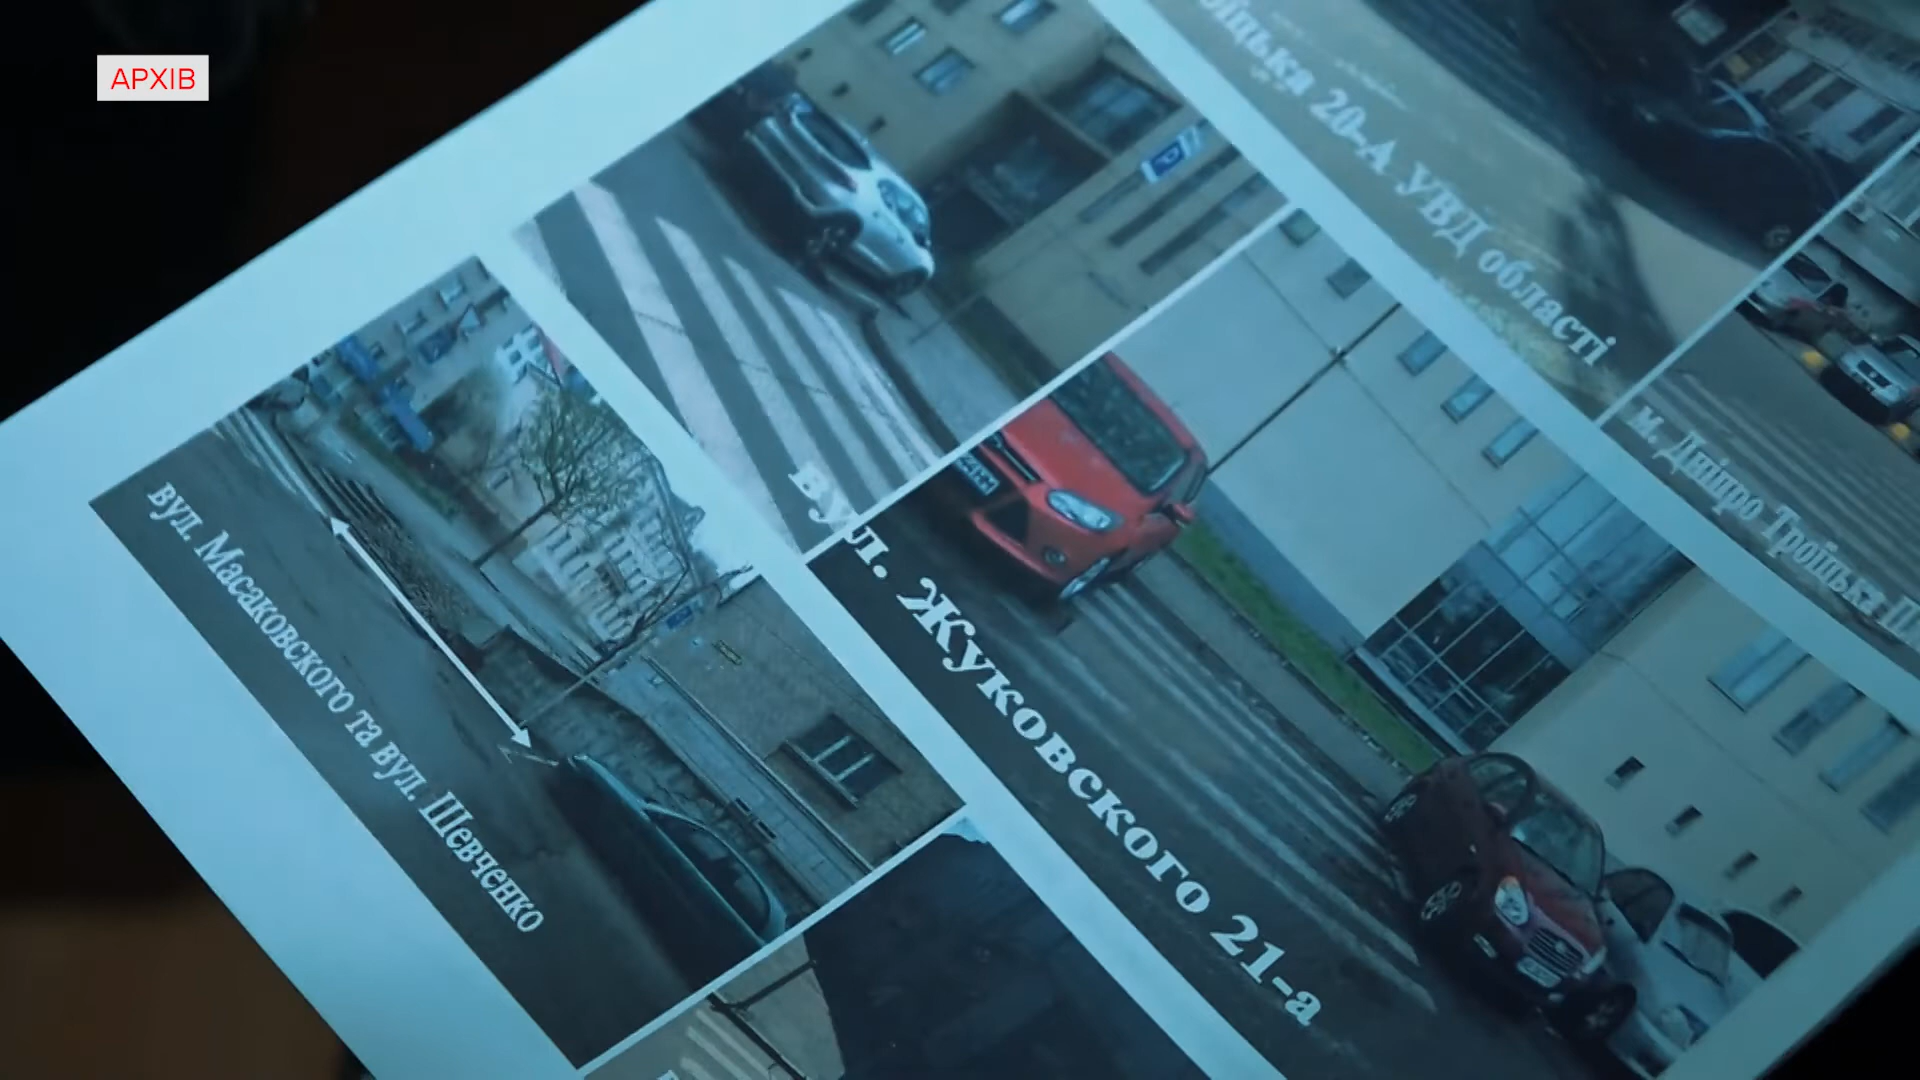 АРХІВ
вул. Масаковского та вул. Шевченко
вул. Жуковского 21-а
20-А УВД області
м. Дніпро Троїцька